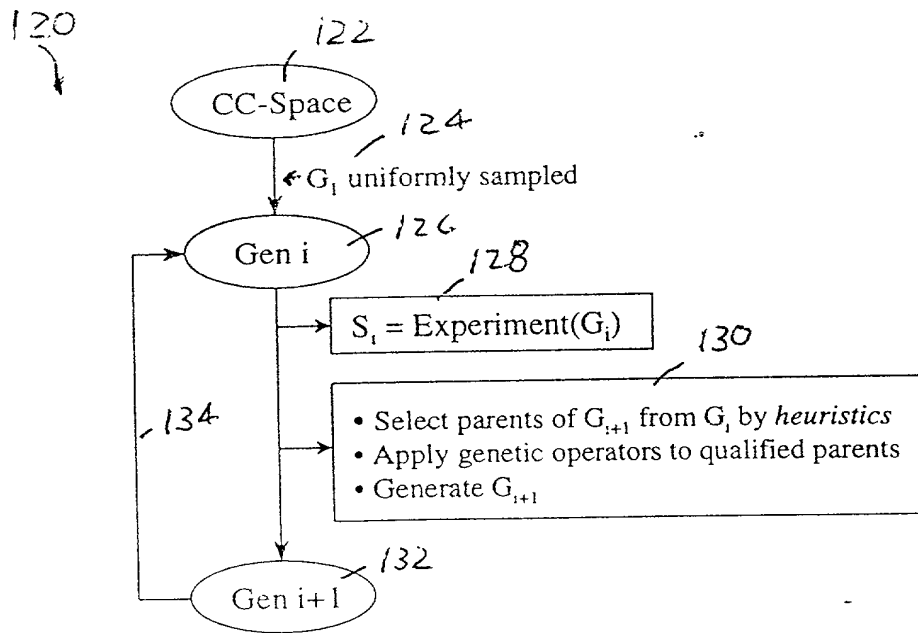 120
122
CC-Space
124
G₁ uniformly sampled
126
Gen i
128
Sᵢ = Experiment(Gᵢ)
130
• Select parents of Gᵢ₊₁ from Gᵢ by heuristics
• Apply genetic operators to qualified parents
• Generate Gᵢ₊₁
134
132
Gen i+1